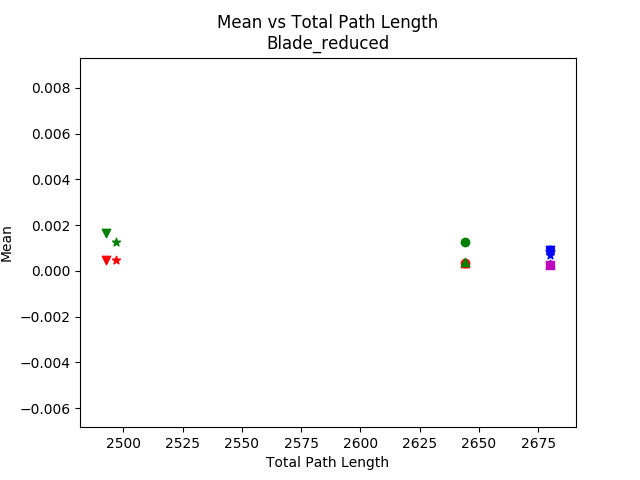 Mean vs Total Path Length
Blade_reduced
0.008
0.006
0.004
0.002
0.000
−0.002
−0.004
−0.006
Mean
2500 2525 2550 2575 2600 2625 2650 2675
Total Path Length